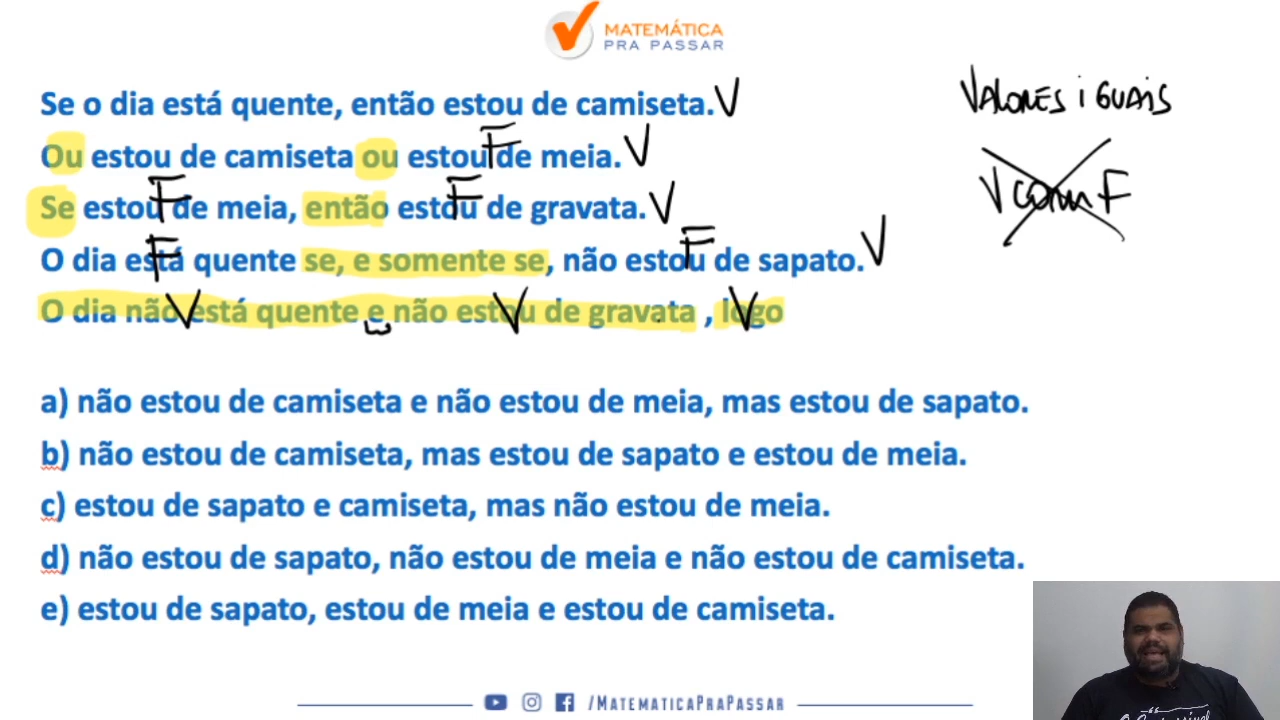 MATEMÁTICA
PRA PASSAR
Se o dia está quente, então estou de camiseta. V
VALORES iGUAiS
Ou estou de camiseta ou estou de meia. V
F
V com F
Se estou de meia, então estou de gravata. V
F F
O dia está quente se, e somente se, não estou de sapato. V
F F
O dia não está quente e não estou de gravata , logo
V V V
a) não estou de camiseta e não estou de meia, mas estou de sapato.
b) não estou de camiseta, mas estou de sapato e estou de meia.
c) estou de sapato e camiseta, mas não estou de meia.
d) não estou de sapato, não estou de meia e não estou de camiseta.
e) estou de sapato, estou de meia e estou de camiseta.
/MATEMATICAPRAPASSAR